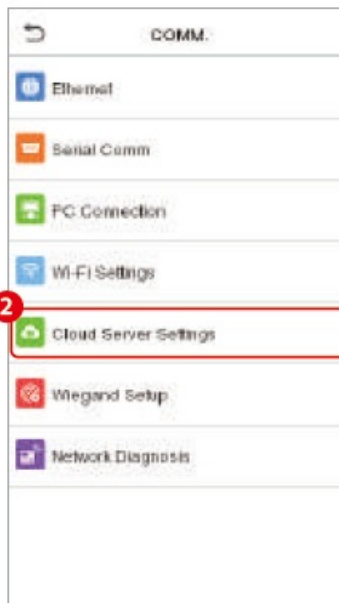 COMM.
Ethernet
Serial Comm
PC Connection
Wi-Fi Settings
2
Cloud Server Settings
Wiegand Setup
Network Diagnosis